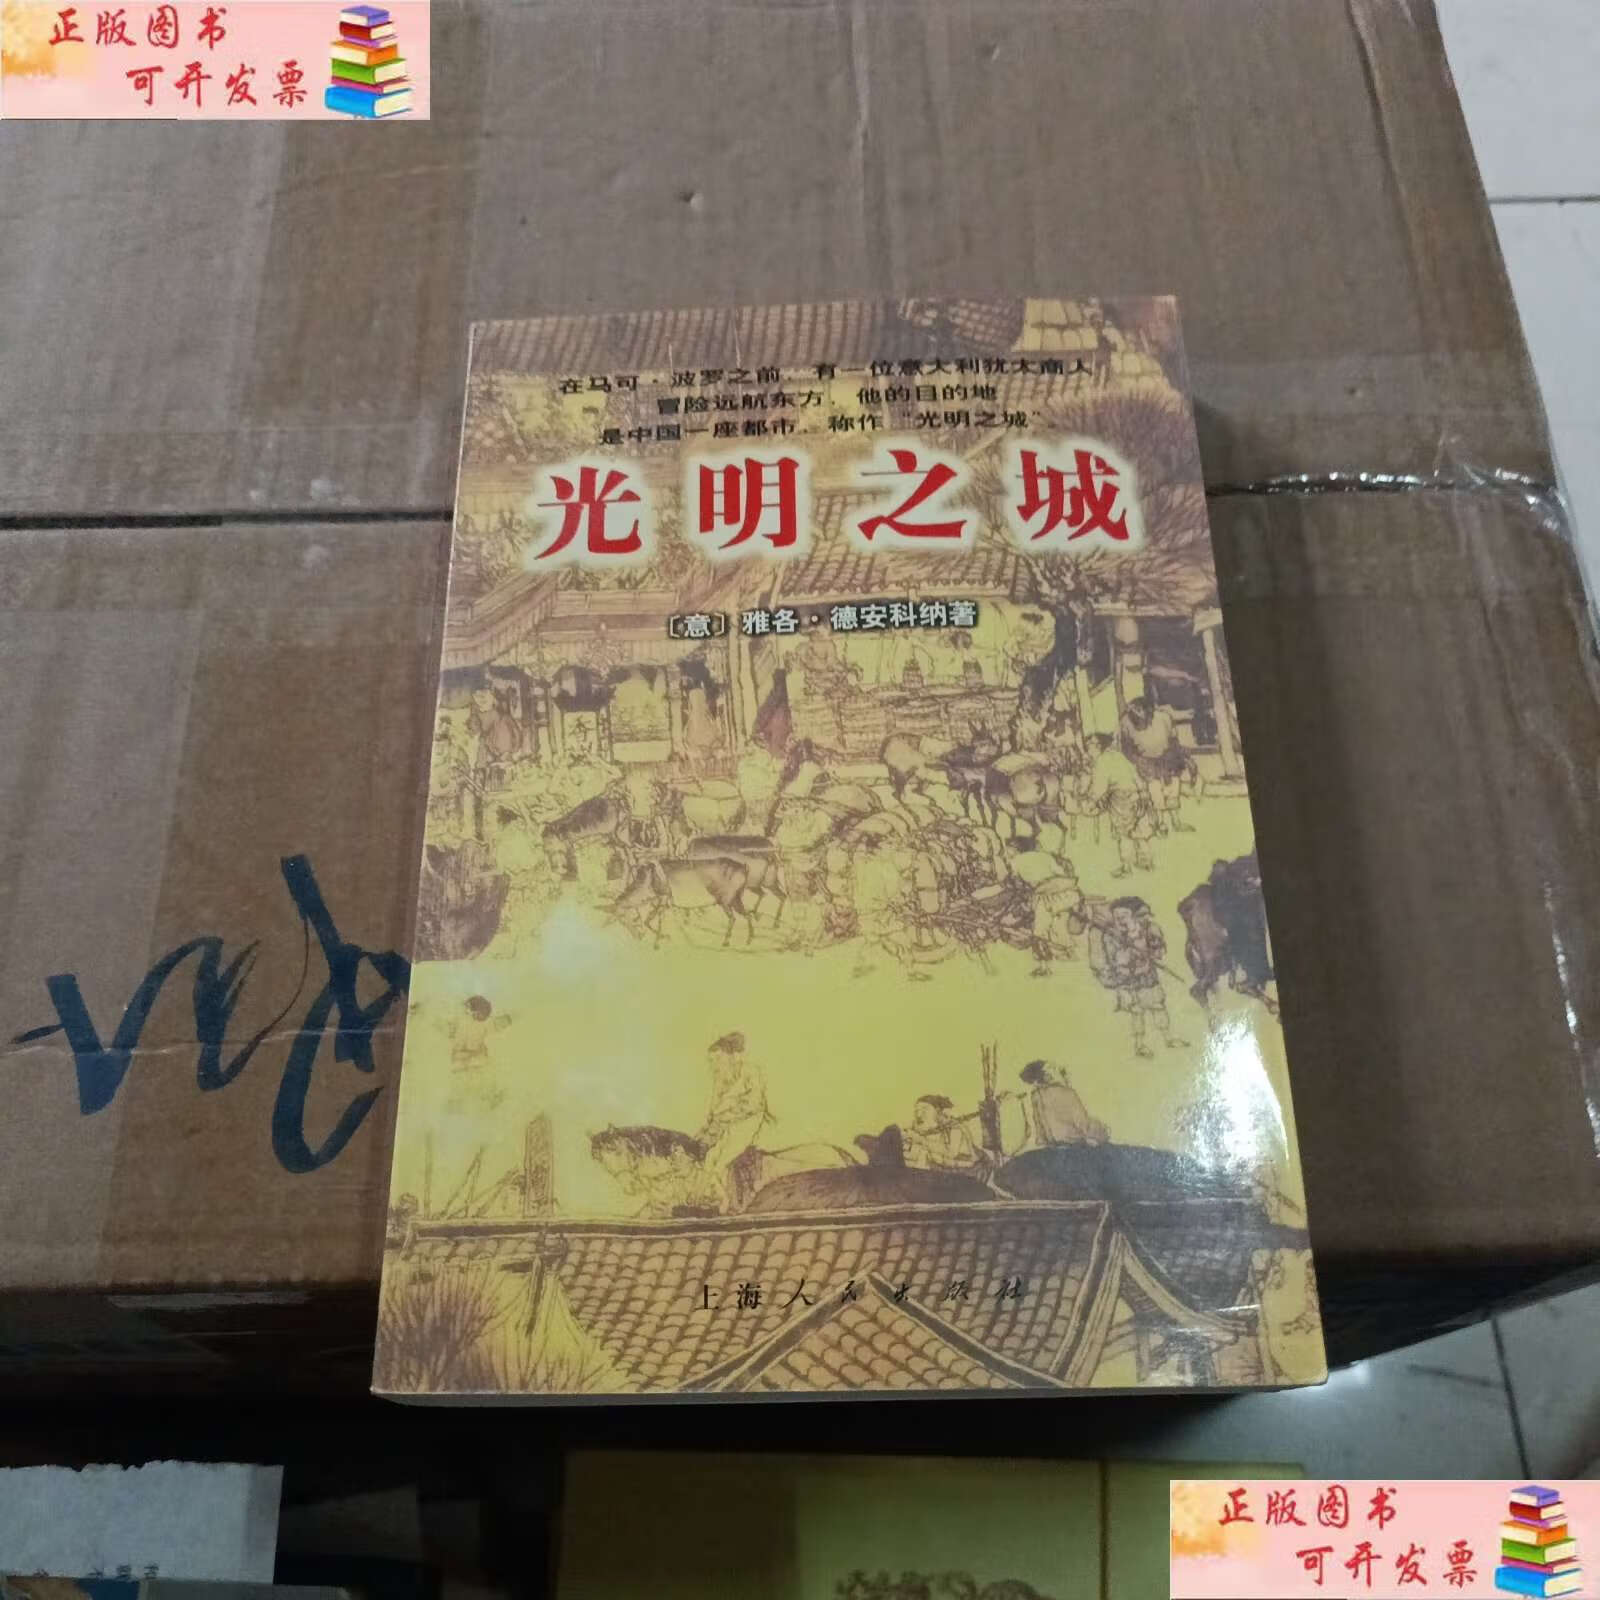 正版图书
可开发票
在马可·波罗之前，有一位意大利犹太商人
冒险远航东方，他的目的地
是中国一座都市，称作“光明之城”。
光明之城
〔意〕雅各·德安科纳著
上海人民出版社
正版图书
可开发票